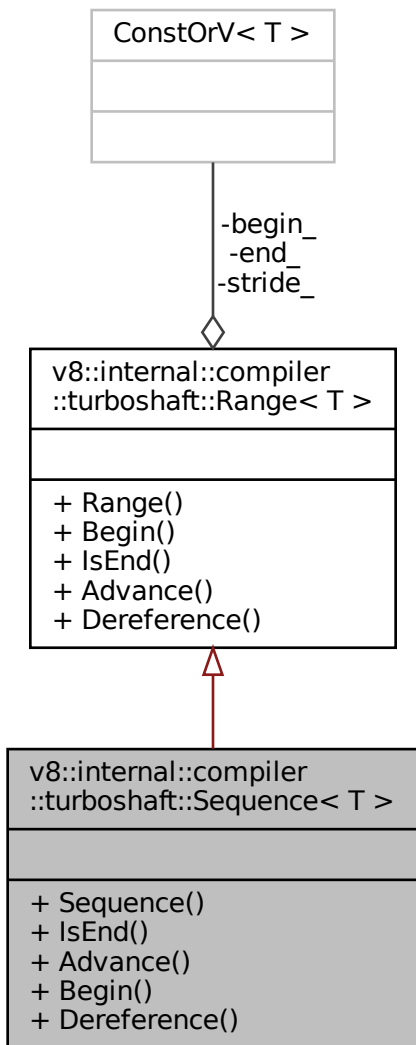 ConstOrV< T >
-begin_
-end_
-stride_
v8::internal::compiler
::turboshaft::Range< T >
+ Range()
+ Begin()
+ IsEnd()
+ Advance()
+ Dereference()
v8::internal::compiler
::turboshaft::Sequence< T >
+ Sequence()
+ IsEnd()
+ Advance()
+ Begin()
+ Dereference()